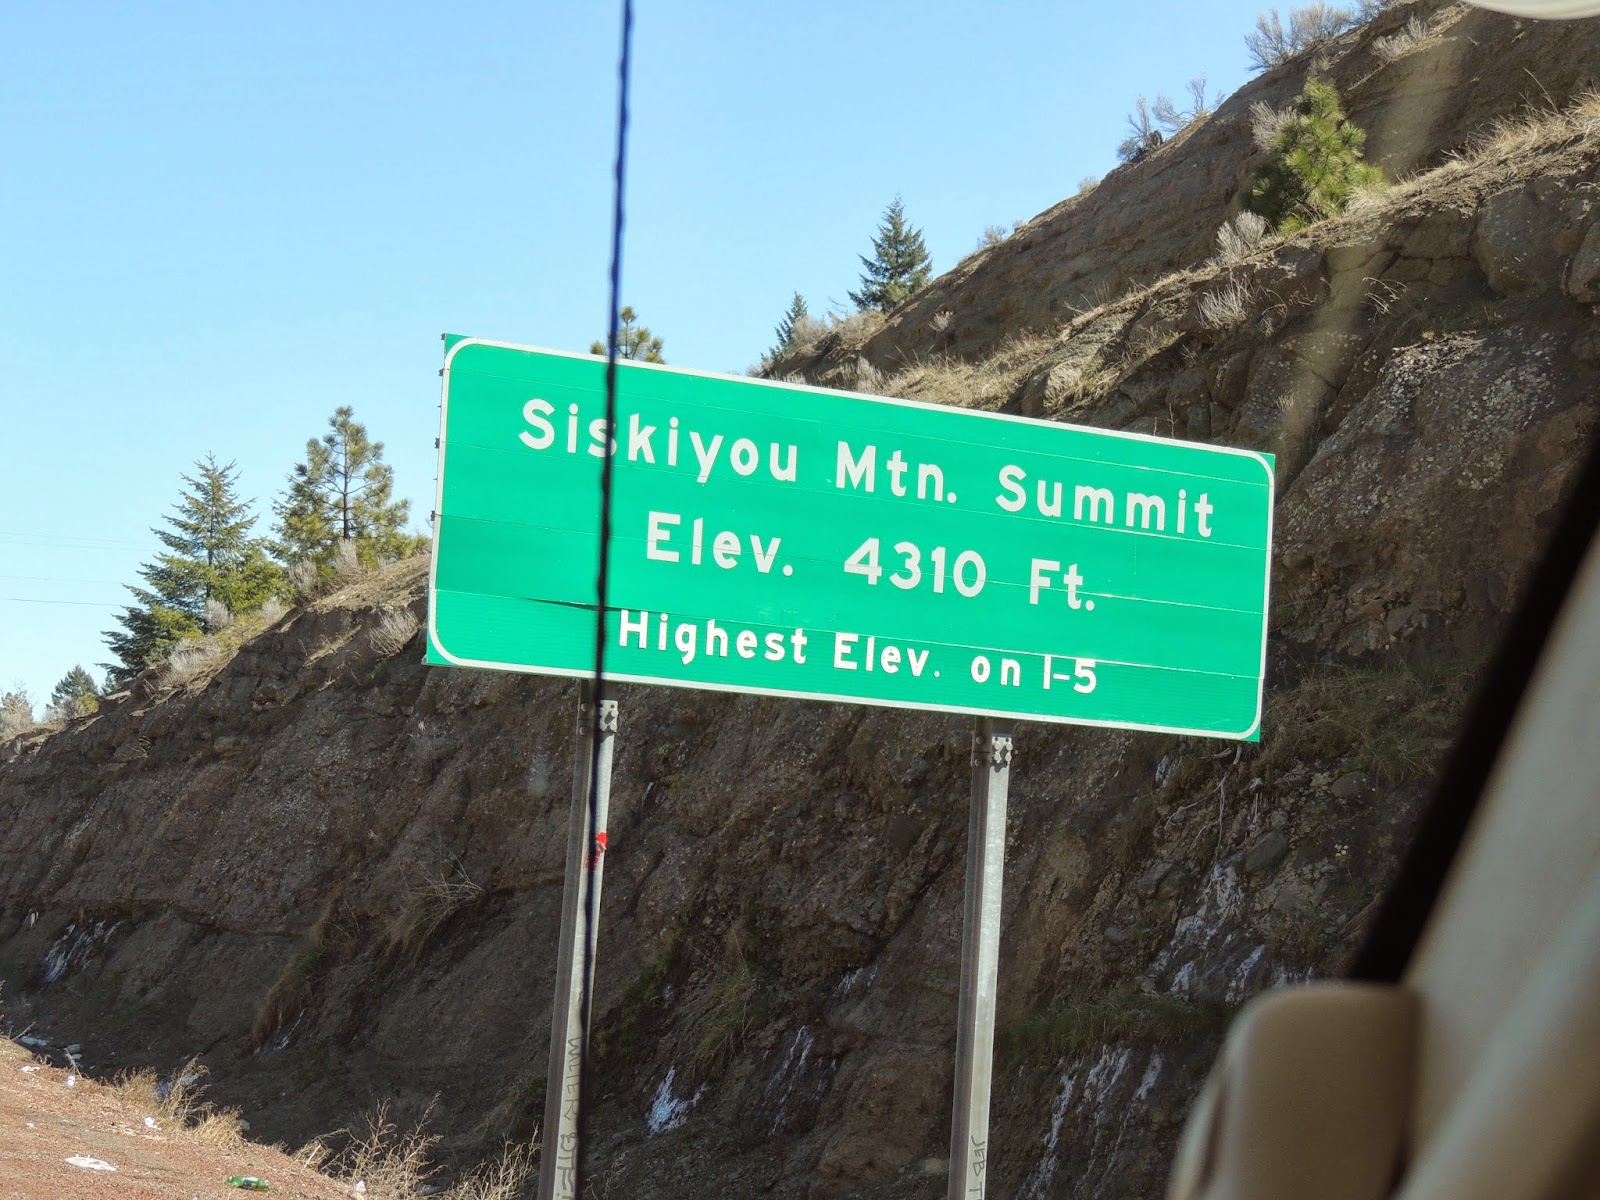 Siskiyou Mtn. Summit
Elev. 4310 Ft.
Highest Elev. on I-5